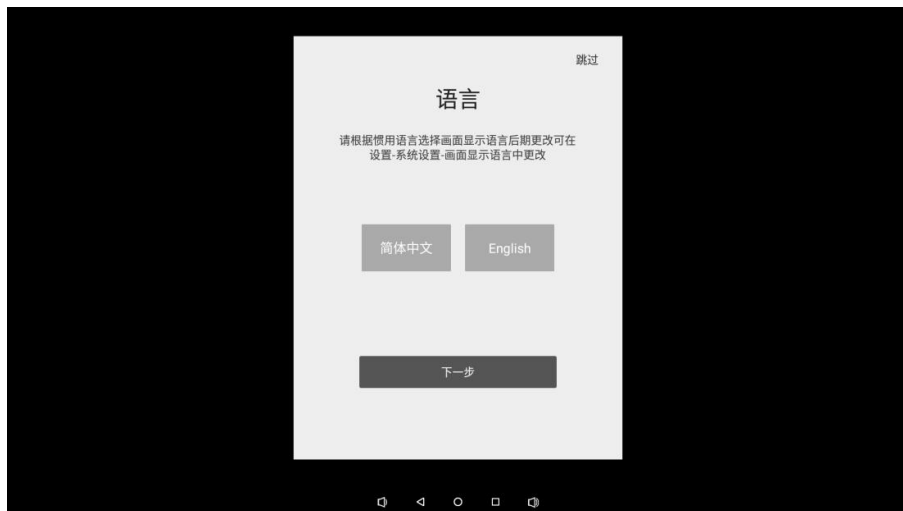 跳过
语言
请根据惯用语言选择画面显示语言后期更改可在
设置-系统设置-画面显示语言中更改
简体中文 English
下一步